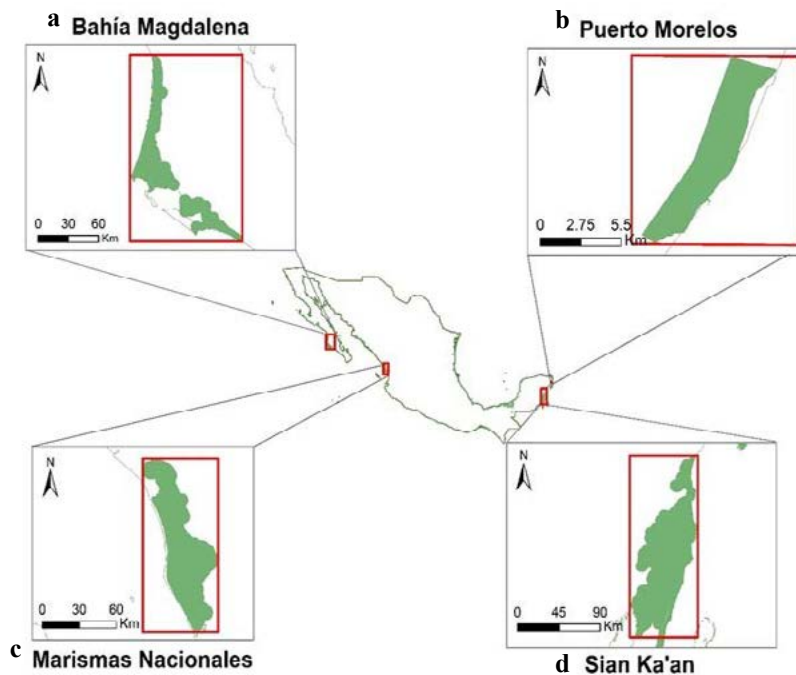 a
Bahía Magdalena
N
0 30 60
Km
b
Puerto Morelos
N
0 2.75 5.5
Km
N
0 30 60
Km
c
Marismas Nacionales
N
0 45 90
Km
d
Sian Ka'an